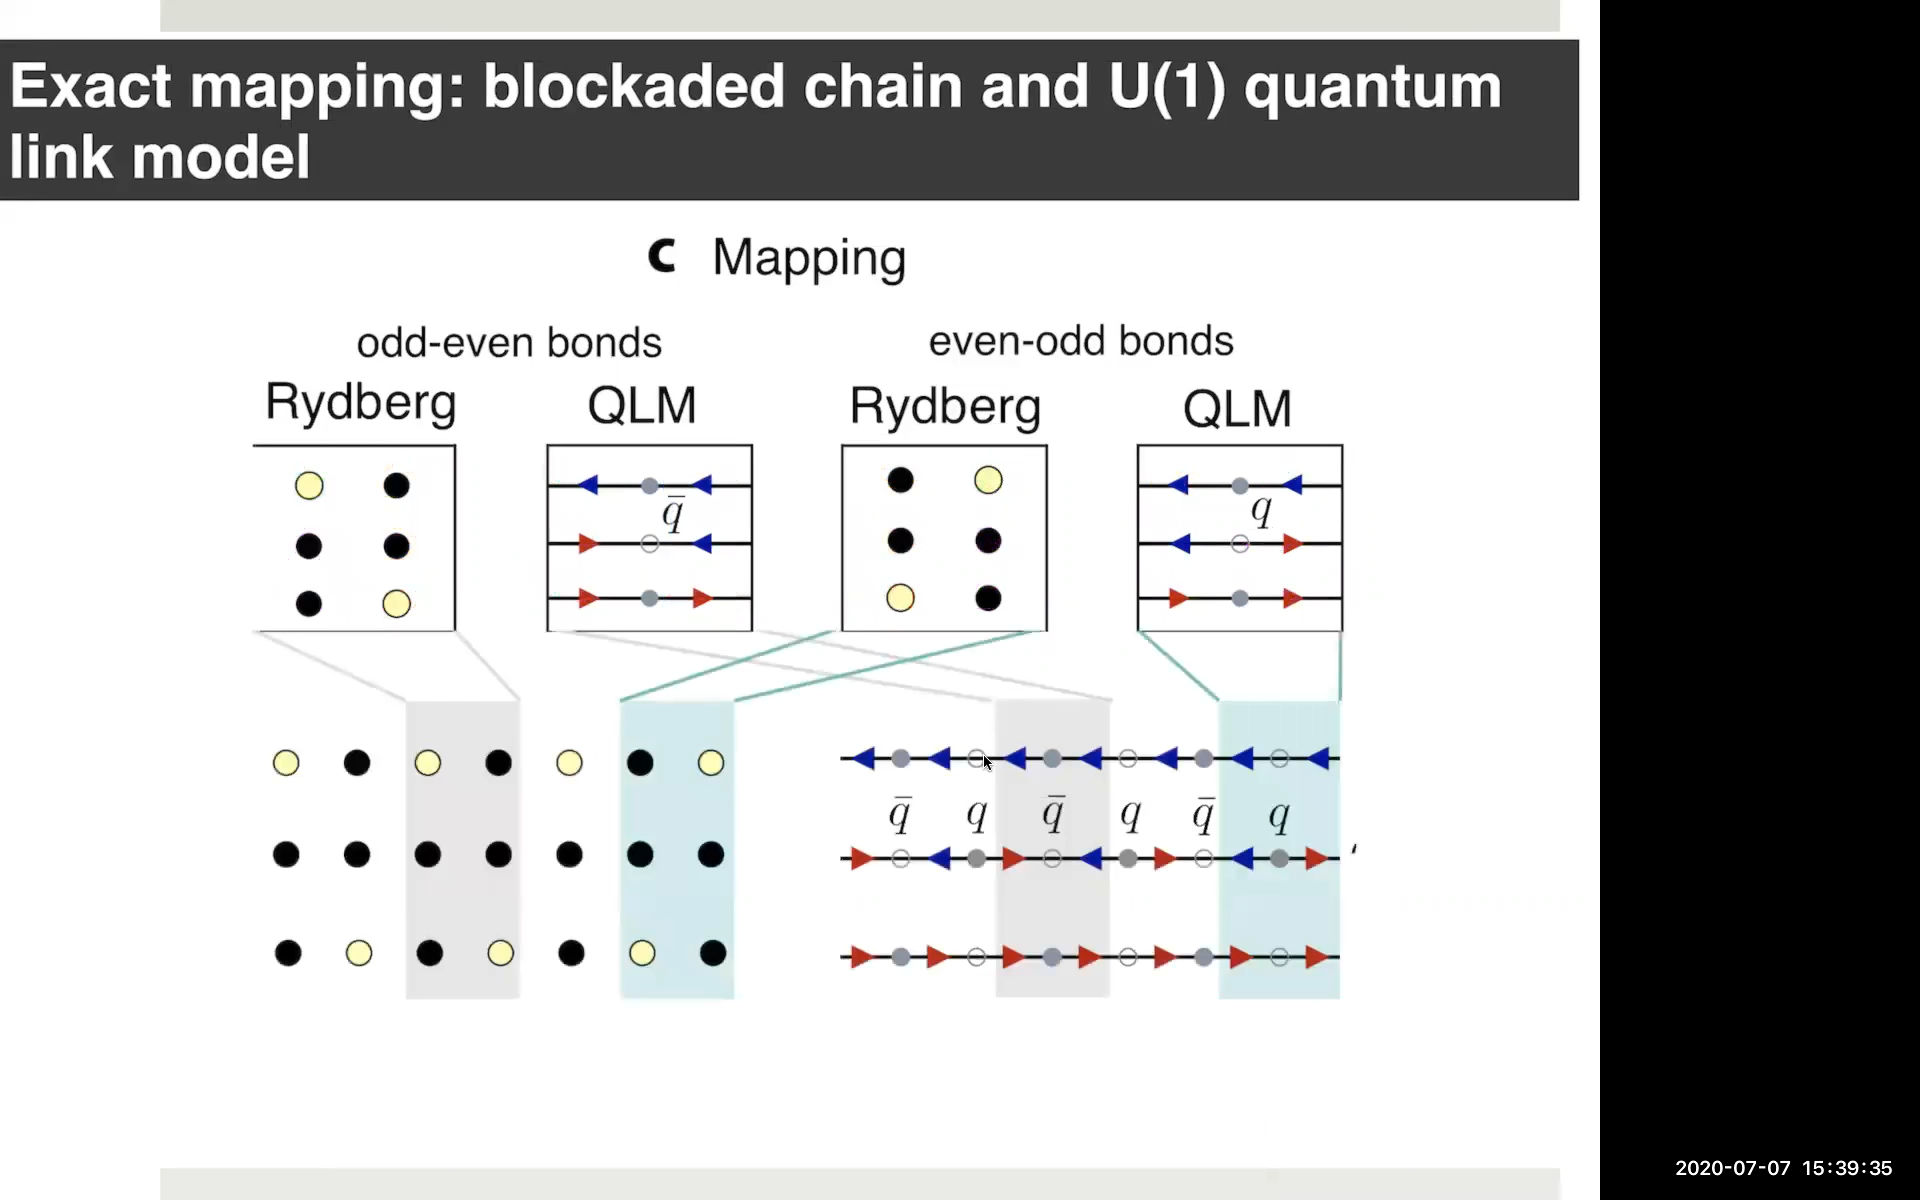 Exact mapping: blockaded chain and U(1) quantum
link model
c Mapping
odd-even bonds
even-odd bonds
Rydberg
QLM
Rydberg
QLM
q̄
q
q̄ q q̄ q q̄ q
2020-07-07 15:39:35